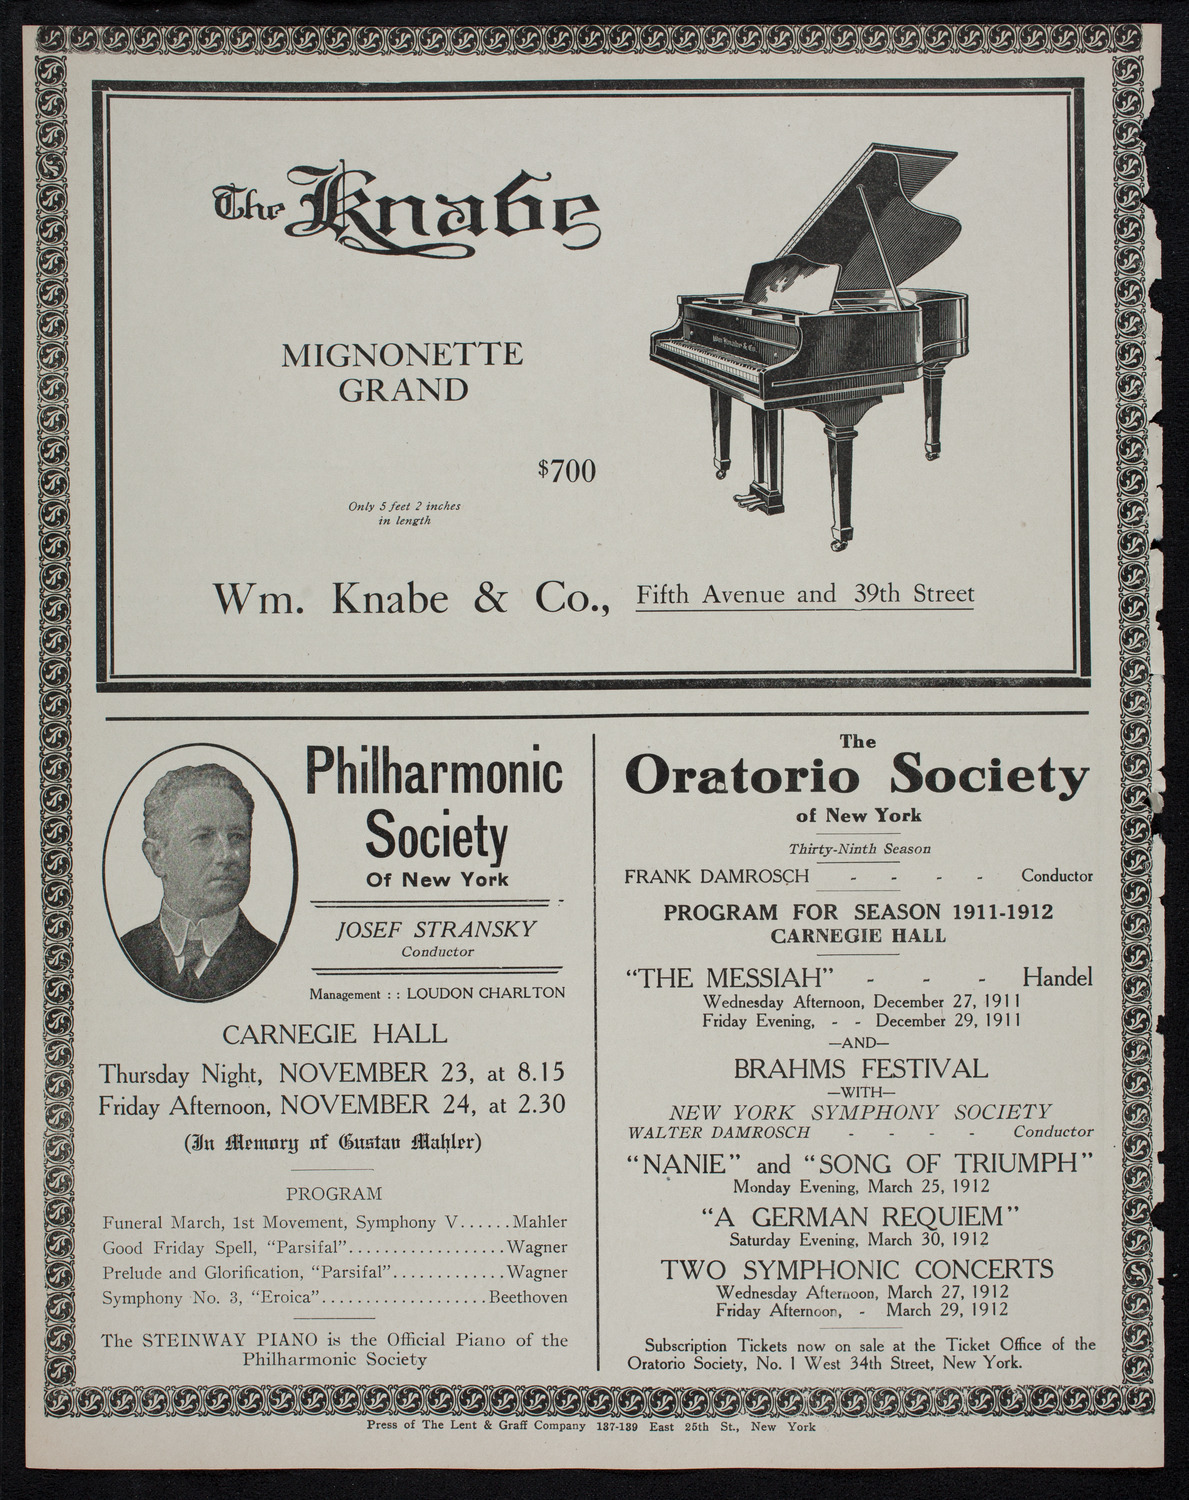 The Knabe
MIGNONETTE
GRAND
$700
Only 5 feet 2 inches
in length
Wm. Knabe & Co.
Wm. Knabe & Co., Fifth Avenue and 39th Street
Philharmonic
Society
Of New York
JOSEF STRANSKY
Conductor
Management : : LOUDON CHARLTON
CARNEGIE HALL
Thursday Night, NOVEMBER 23, at 8.15
Friday Afternoon, NOVEMBER 24, at 2.30
(In Memory of Gustav Mahler)
PROGRAM
Funeral March, 1st Movement, Symphony V......Mahler
Good Friday Spell, “Parsifal”..................Wagner
Prelude and Glorification, “Parsifal”.............Wagner
Symphony No. 3, “Eroica”...................Beethoven
The STEINWAY PIANO is the Official Piano of the
Philharmonic Society
The
Oratorio Society
of New York
Thirty-Ninth Season
FRANK DAMROSCH - - - - Conductor
PROGRAM FOR SEASON 1911-1912
CARNEGIE HALL
“THE MESSIAH” - - - Handel
Wednesday Afternoon, December 27, 1911
Friday Evening, - - December 29, 1911
—AND—
BRAHMS FESTIVAL
—WITH—
NEW YORK SYMPHONY SOCIETY
WALTER DAMROSCH - - - - Conductor
“NANIE” and “SONG OF TRIUMPH”
Monday Evening, March 25, 1912
“A GERMAN REQUIEM”
Saturday Evening, March 30, 1912
TWO SYMPHONIC CONCERTS
Wednesday Afternoon, March 27, 1912
Friday Afternoon, - March 29, 1912
Subscription Tickets now on sale at the Ticket Office of the
Oratorio Society, No. 1 West 34th Street, New York.
Press of The Lent & Graff Company 137-139 East 25th St., New York